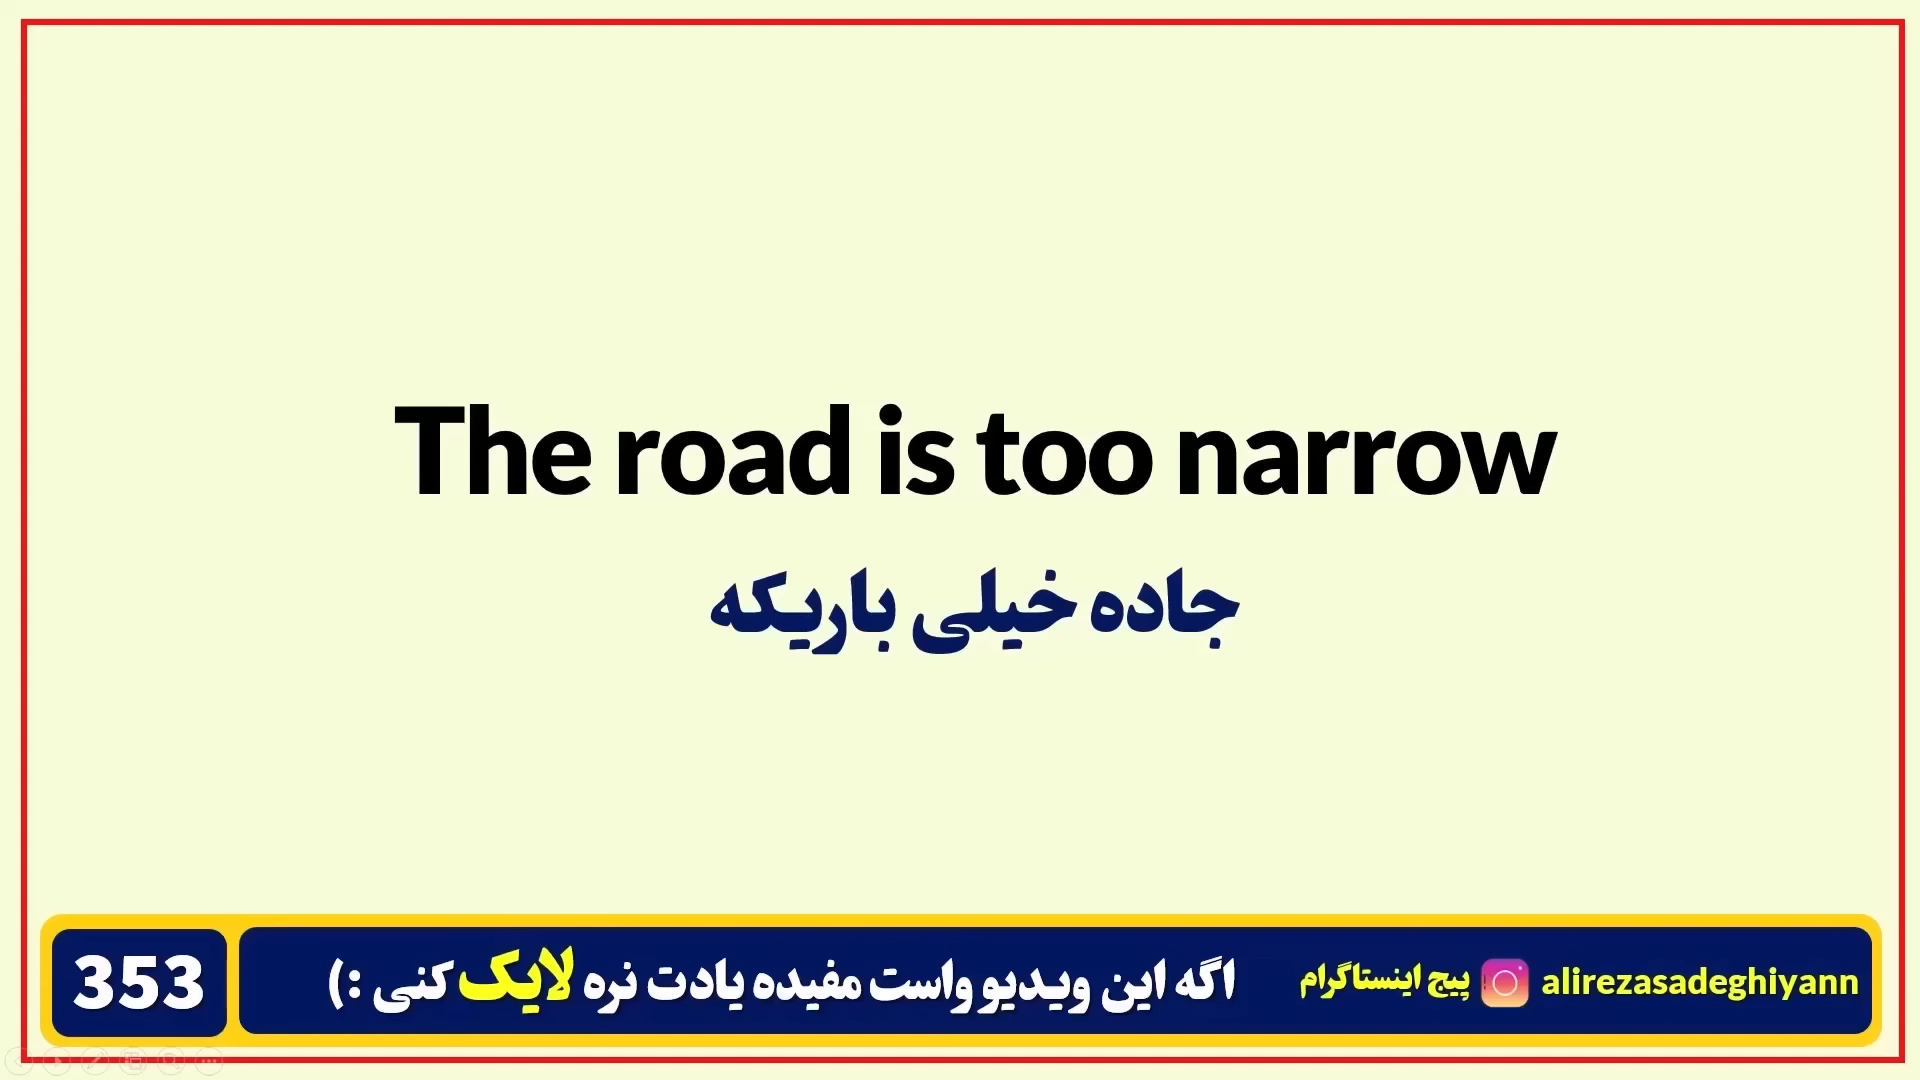 The road is too narrow
جاده خیلی باریکه
353
اگه این ویدیو واست مفیده یادت نره لایک کنی :)
پیج اینستاگرام
alirezasadeghiyann